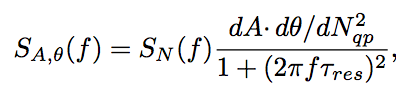 S_{A,θ}(f) = S_N(f) \frac{dA · dθ/dN_{qp}^2}{1 + (2πfτ_{res})^2},